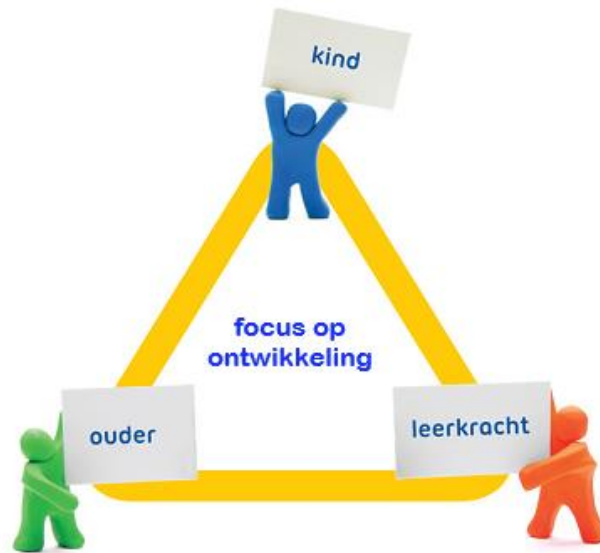 kind
focus op
ontwikkeling
ouder
leerkracht